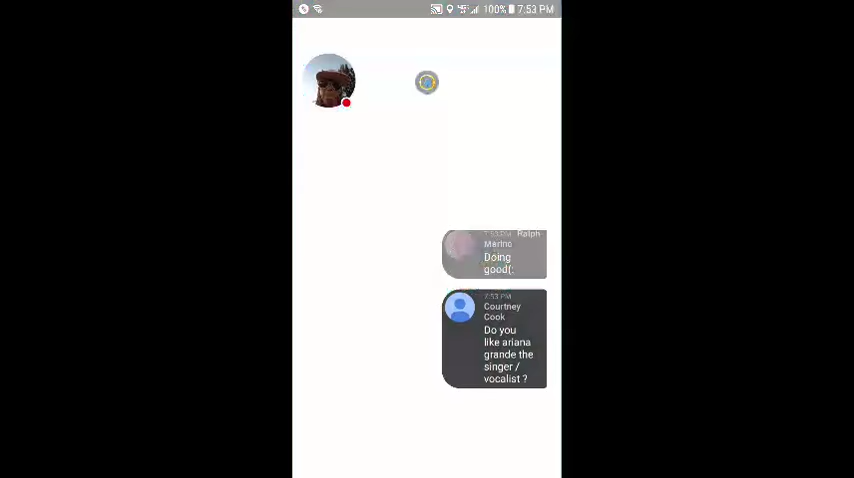 100% 7:53 PM
7:53 PM Ralph
Marino
Doing
good(:
7:53 PM
Courtney
Cook
Do you
like ariana
grande the
singer /
vocalist ?